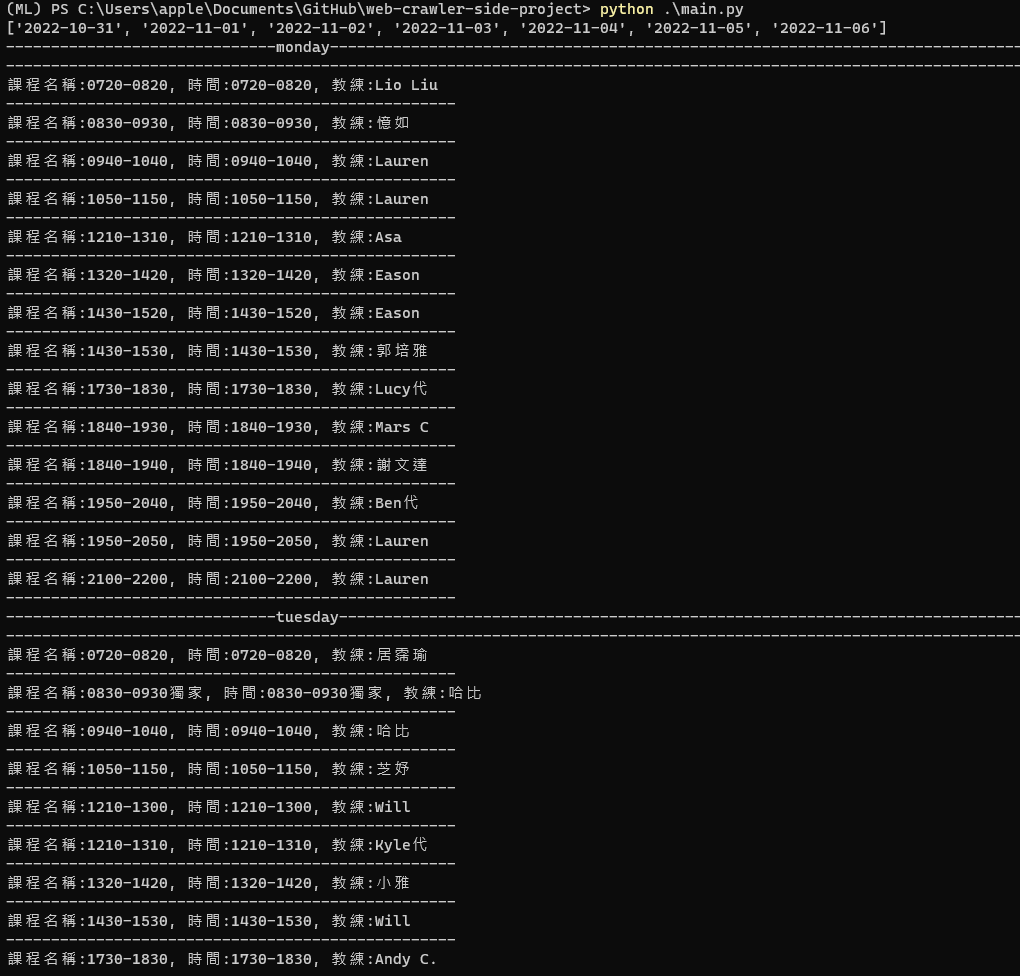 (ML) PS C:\Users\apple\Documents\GitHub\web-crawler-side-project> python .\main.py
['2022-10-31', '2022-11-01', '2022-11-02', '2022-11-03', '2022-11-04', '2022-11-05', '2022-11-06']
------------------------------monday-----------------------------------------------------------------------------
-----------------------------------------------------------------------------------------------------------------
課程名稱:0720-0820, 時間:0720-0820, 教練:Lio Liu
--------------------------------------------------
課程名稱:0830-0930, 時間:0830-0930, 教練:憶如
--------------------------------------------------
課程名稱:0940-1040, 時間:0940-1040, 教練:Lauren
--------------------------------------------------
課程名稱:1050-1150, 時間:1050-1150, 教練:Lauren
--------------------------------------------------
課程名稱:1210-1310, 時間:1210-1310, 教練:Asa
--------------------------------------------------
課程名稱:1320-1420, 時間:1320-1420, 教練:Eason
--------------------------------------------------
課程名稱:1430-1520, 時間:1430-1520, 教練:Eason
--------------------------------------------------
課程名稱:1430-1530, 時間:1430-1530, 教練:郭培雅
--------------------------------------------------
課程名稱:1730-1830, 時間:1730-1830, 教練:Lucy代
--------------------------------------------------
課程名稱:1840-1930, 時間:1840-1930, 教練:Mars C
--------------------------------------------------
課程名稱:1840-1940, 時間:1840-1940, 教練:謝文達
--------------------------------------------------
課程名稱:1950-2040, 時間:1950-2040, 教練:Ben代
--------------------------------------------------
課程名稱:1950-2050, 時間:1950-2050, 教練:Lauren
--------------------------------------------------
課程名稱:2100-2200, 時間:2100-2200, 教練:Lauren
--------------------------------------------------
------------------------------tuesday----------------------------------------------------------------------------
-----------------------------------------------------------------------------------------------------------------
課程名稱:0720-0820, 時間:0720-0820, 教練:居霈瑜
--------------------------------------------------
課程名稱:0830-0930獨家, 時間:0830-0930獨家, 教練:哈比
--------------------------------------------------
課程名稱:0940-1040, 時間:0940-1040, 教練:哈比
--------------------------------------------------
課程名稱:1050-1150, 時間:1050-1150, 教練:芝妤
--------------------------------------------------
課程名稱:1210-1300, 時間:1210-1300, 教練:Will
--------------------------------------------------
課程名稱:1210-1310, 時間:1210-1310, 教練:Kyle代
--------------------------------------------------
課程名稱:1320-1420, 時間:1320-1420, 教練:小雅
--------------------------------------------------
課程名稱:1430-1530, 時間:1430-1530, 教練:Will
--------------------------------------------------
課程名稱:1730-1830, 時間:1730-1830, 教練:Andy C.